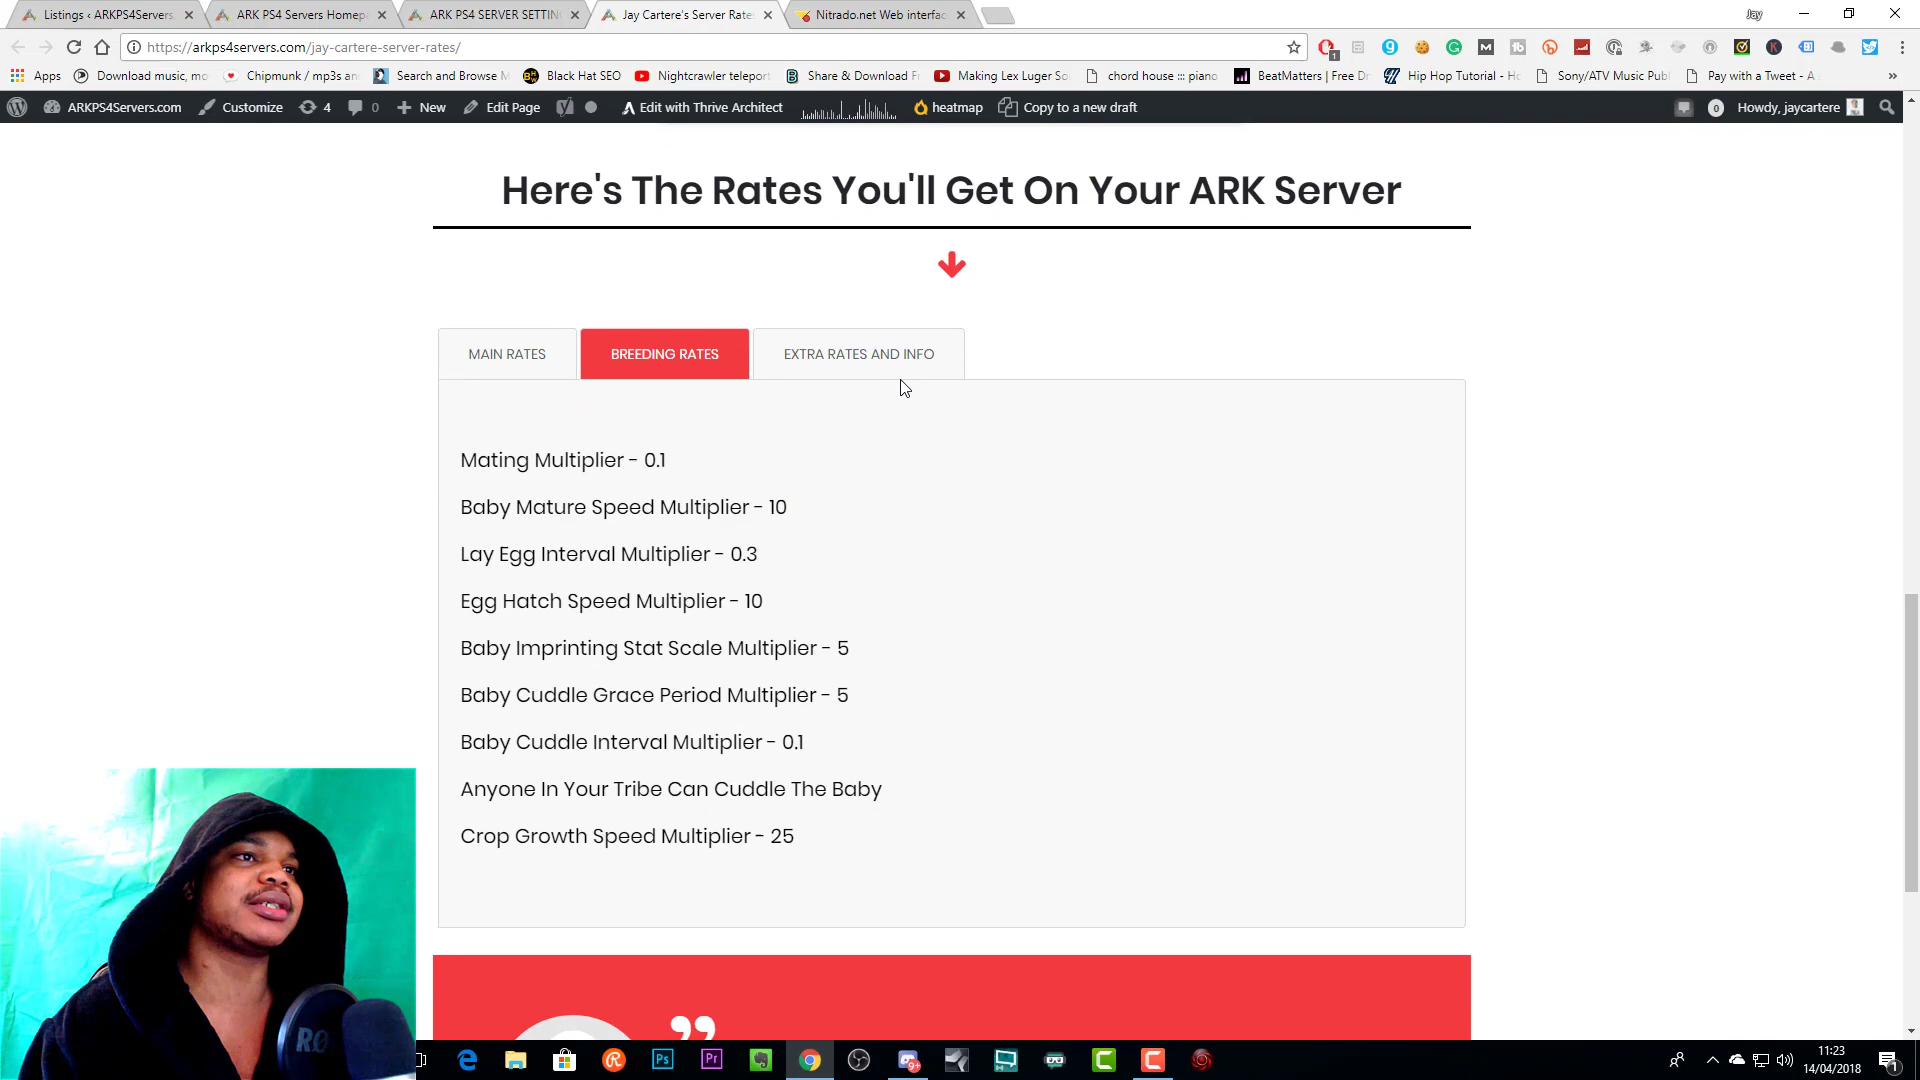 Listings ‹ ARKPS4Servers.
ARK PS4 Servers Homep
ARK PS4 SERVER SETTIN
Jay Cartere's Server Rate
Nitrado.net Web interfac
Jay
https://arkps4servers.com/jay-cartere-server-rates/
Apps
Download music, mo
Chipmunk / mp3s an
Search and Browse M
Black Hat SEO
Nightcrawler teleport
Share & Download F
Making Lex Luger So
chord house ::: piano
BeatMatters | Free Dr
Hip Hop Tutorial - Ho
Sony/ATV Music Publ
Pay with a Tweet - A
ARKPS4Servers.com
Customize
4
0
New
Edit Page
Edit with Thrive Architect
heatmap
Copy to a new draft
0
Howdy, jaycartere
Here's The Rates You'll Get On Your ARK Server
MAIN RATES
BREEDING RATES
EXTRA RATES AND INFO
Mating Multiplier - 0.1
Baby Mature Speed Multiplier - 10
Lay Egg Interval Multiplier - 0.3
Egg Hatch Speed Multiplier - 10
Baby Imprinting Stat Scale Multiplier - 5
Baby Cuddle Grace Period Multiplier - 5
Baby Cuddle Interval Multiplier - 0.1
Anyone In Your Tribe Can Cuddle The Baby
Crop Growth Speed Multiplier - 25
”
Ps
Pr
11:23
14/04/2018